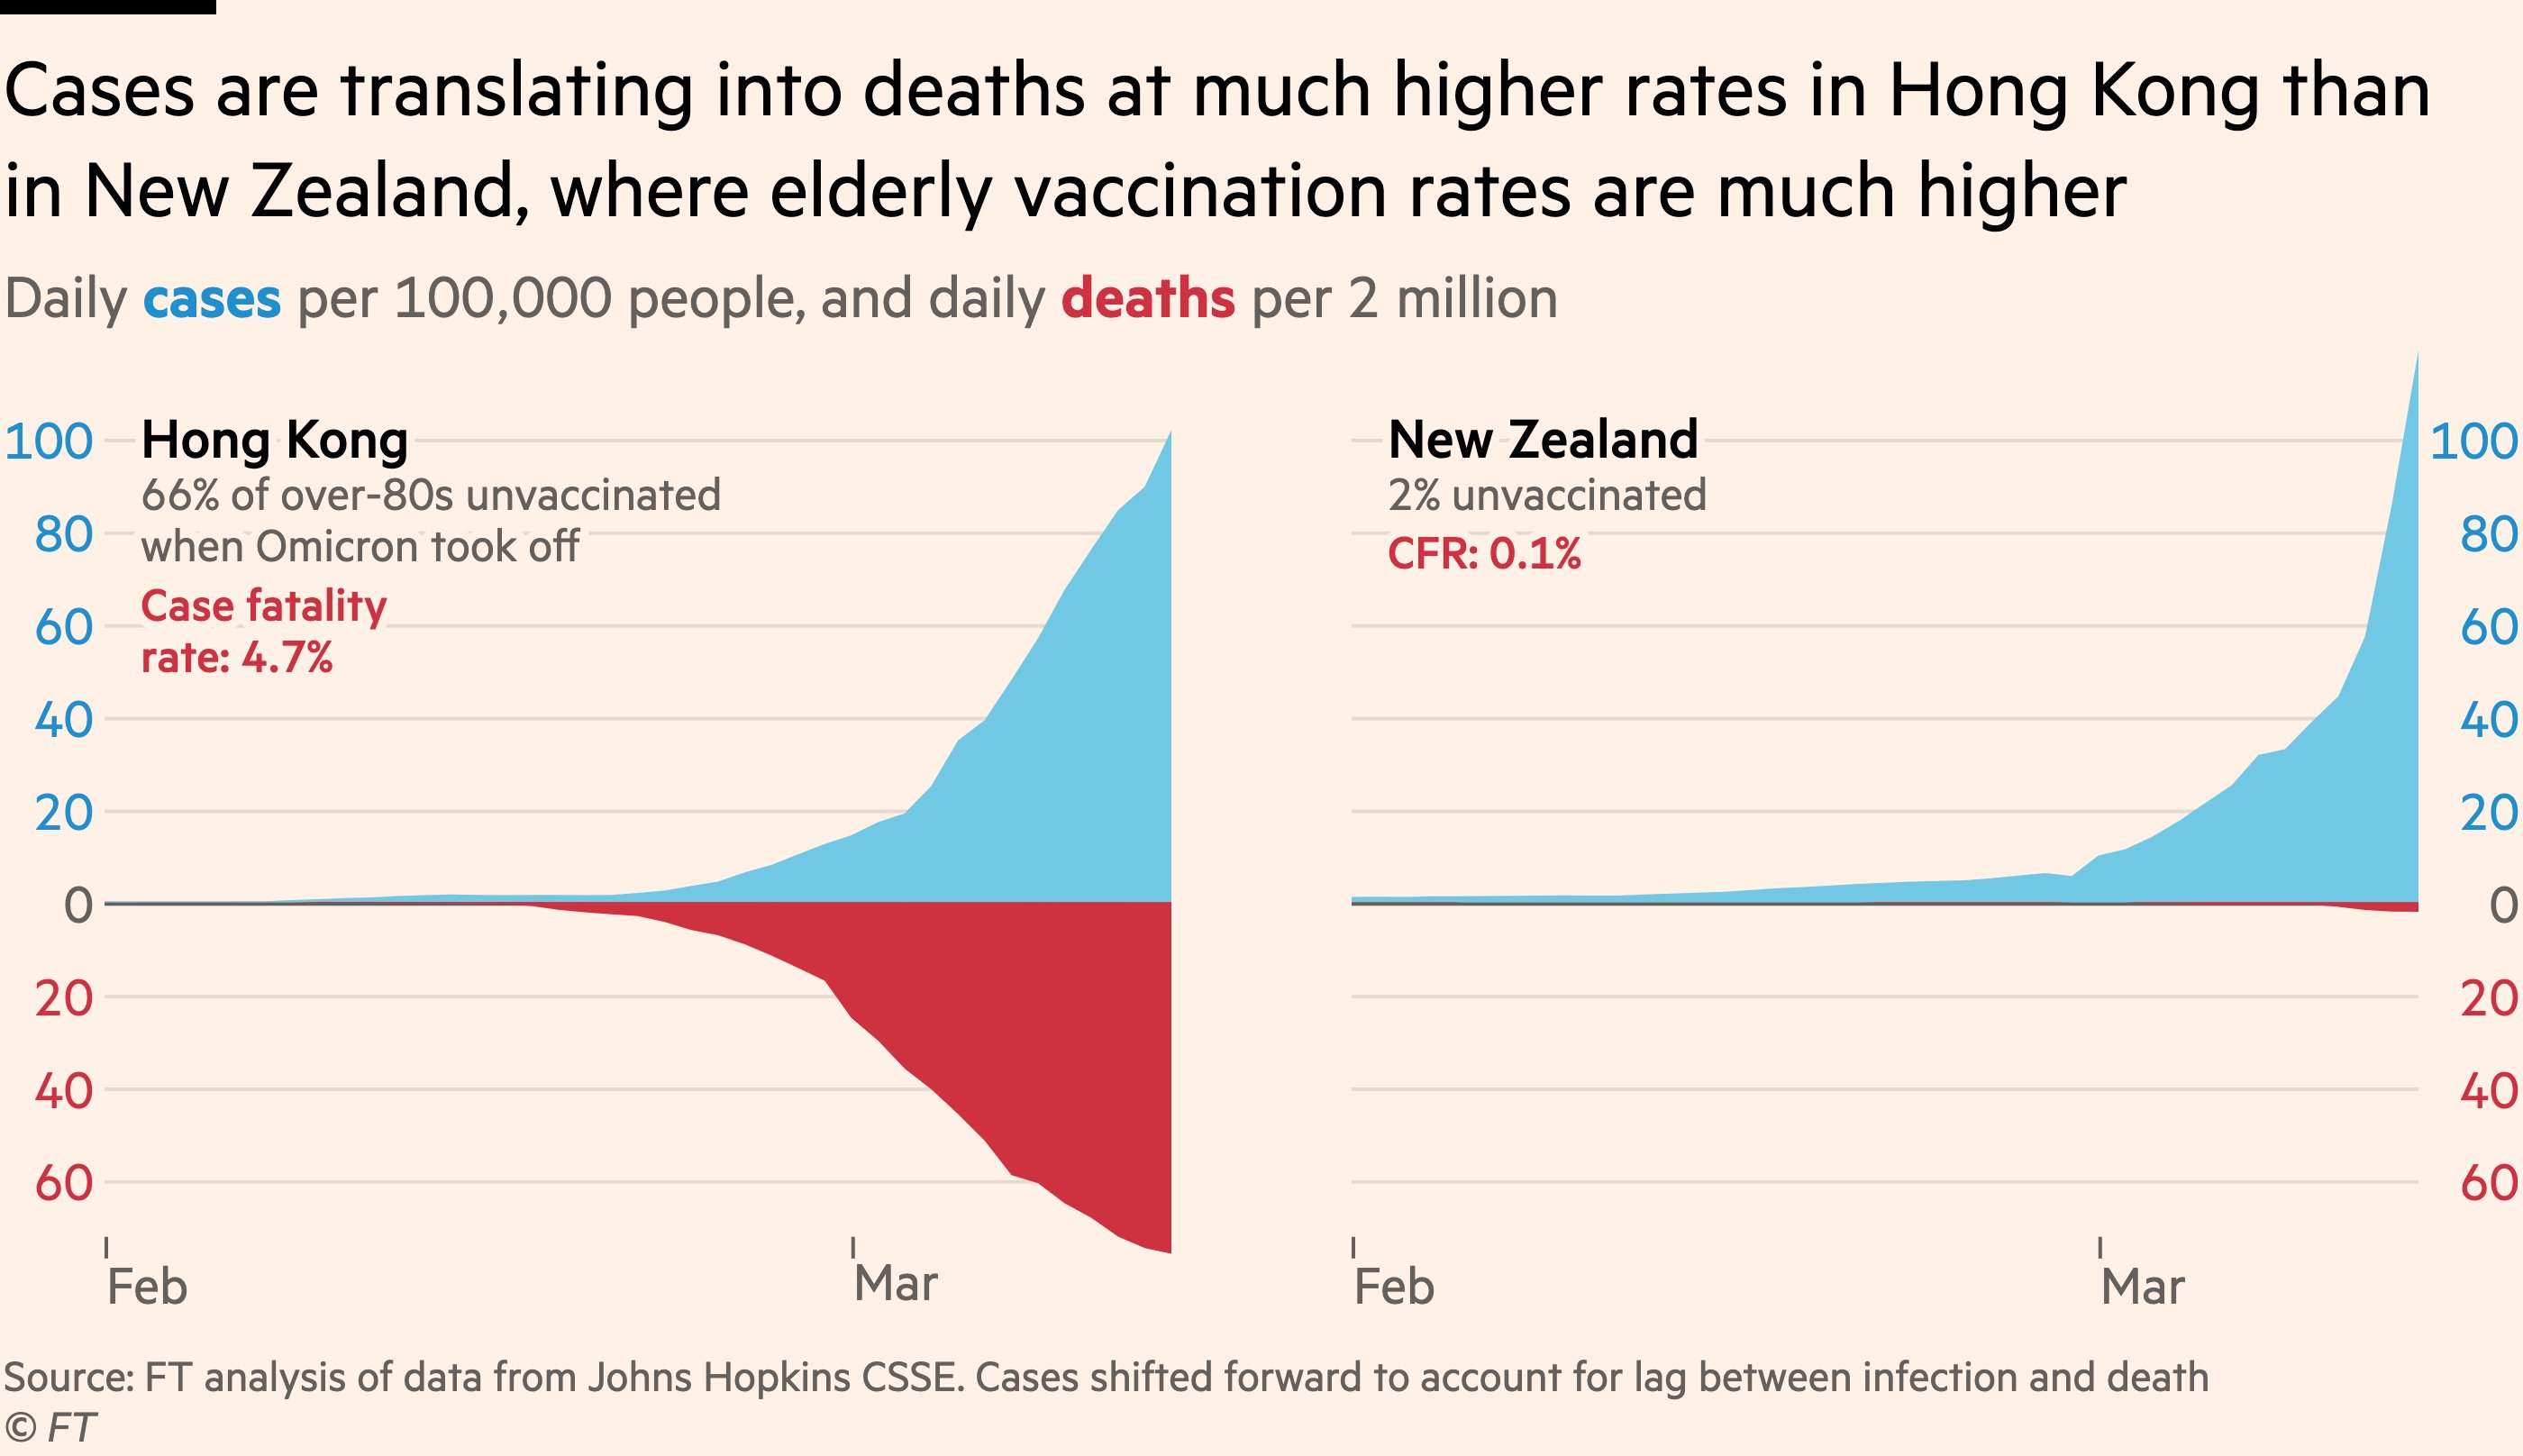 Cases are translating into deaths at much higher rates in Hong Kong than
in New Zealand, where elderly vaccination rates are much higher
Daily cases per 100,000 people, and daily deaths per 2 million
100
80
60
40
20
0
20
40
60
Hong Kong
66% of over-80s unvaccinated
when Omicron took off
Case fatality
rate: 4.7%
Feb
Mar
New Zealand
2% unvaccinated
CFR: 0.1%
100
80
60
40
20
0
20
40
60
Feb
Mar
Source: FT analysis of data from Johns Hopkins CSSE. Cases shifted forward to account for lag between infection and death
© FT